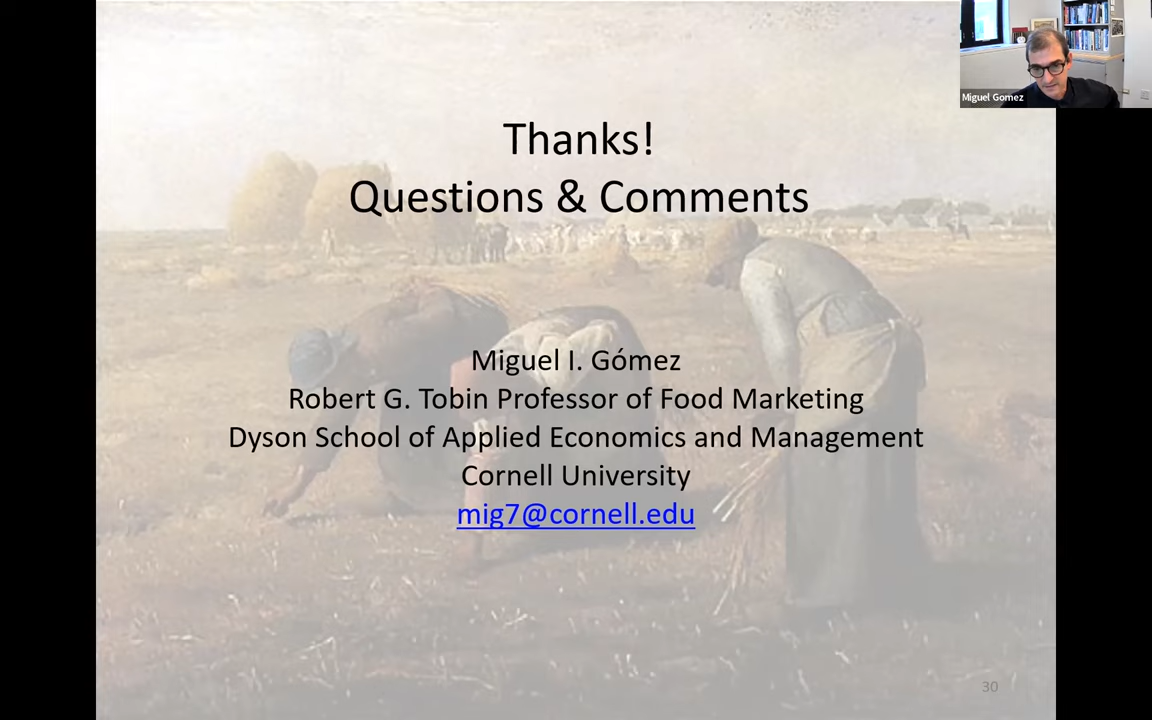 Miguel Gomez
Thanks!
Questions & Comments
Miguel I. Gómez
Robert G. Tobin Professor of Food Marketing
Dyson School of Applied Economics and Management
Cornell University
mig7@cornell.edu
30